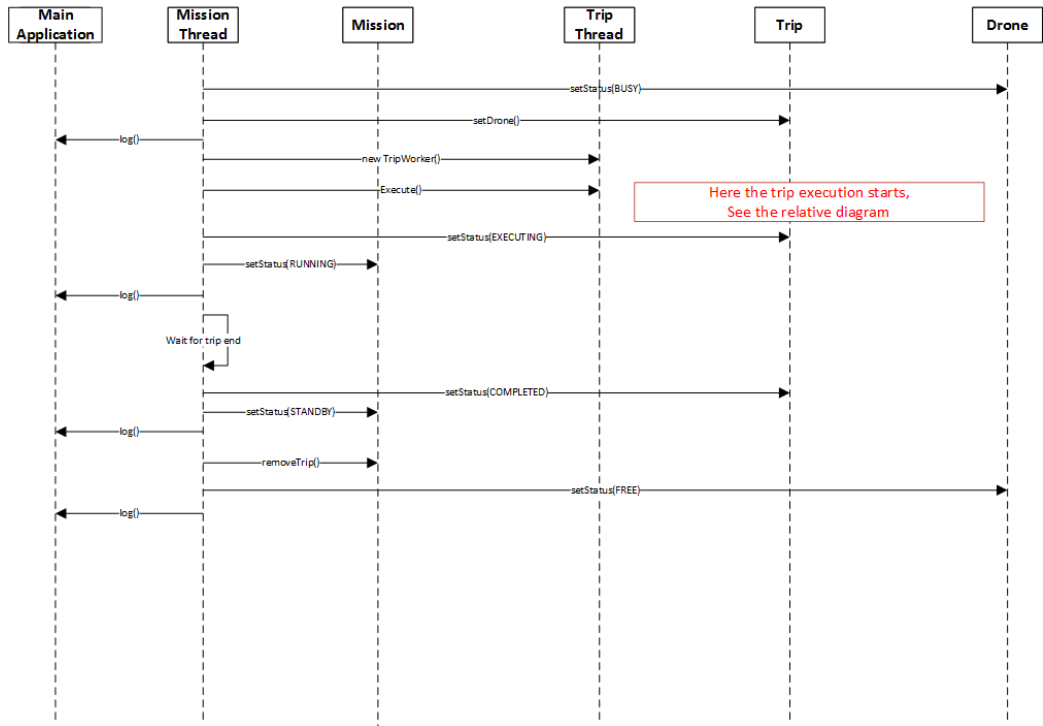 Main
Application
Mission
Thread
Mission
Trip
Thread
Trip
Drone
setStatus(BUSY)
setDrone()
log()
new TripWorker()
Execute()
Here the trip execution starts,
See the relative diagram
setStatus(EXECUTING)
setStatus(RUNNING)
log()
Wait for trip end
setStatus(COMPLETED)
setStatus(STANDBY)
log()
removeTrip()
setStatus(FREE)
log()